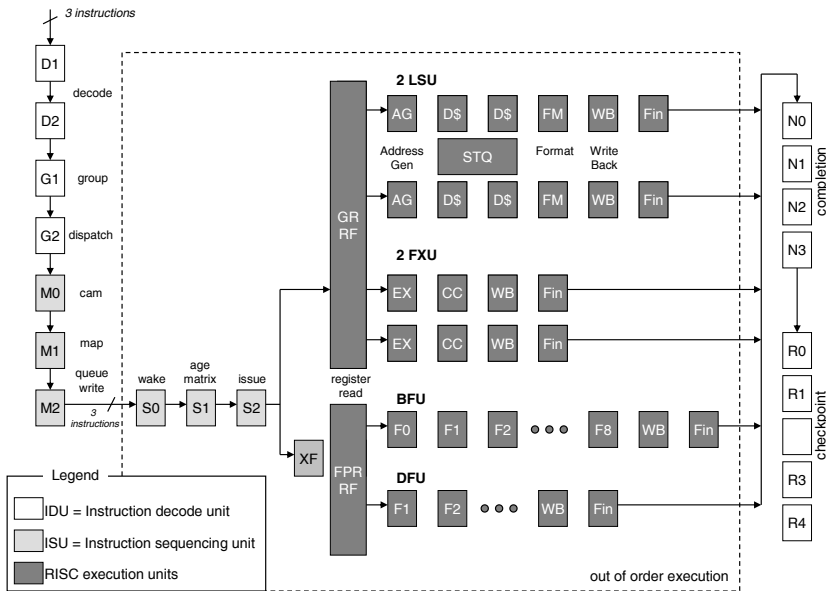 3 instructions
D1
decode
D2
G1
group
G2
dispatch
M0
cam
M1
map
queue
write
M2
3
instructions
wake
S0
age
matrix
S1
issue
S2
XF
GR
RF
register
read
FPR
RF
2 LSU
AG
D$
D$
FM
WB
Fin
Address
Gen
STQ
Format
Write
Back
AG
D$
D$
FM
WB
Fin
2 FXU
EX
CC
WB
Fin
EX
CC
WB
Fin
BFU
F0
F1
F2
F8
WB
Fin
DFU
F1
F2
WB
Fin
out of order execution
N0
N1
N2
N3
completion
R0
R1
R3
R4
checkpoint
Legend
IDU = Instruction decode unit
ISU = Instruction sequencing unit
RISC execution units